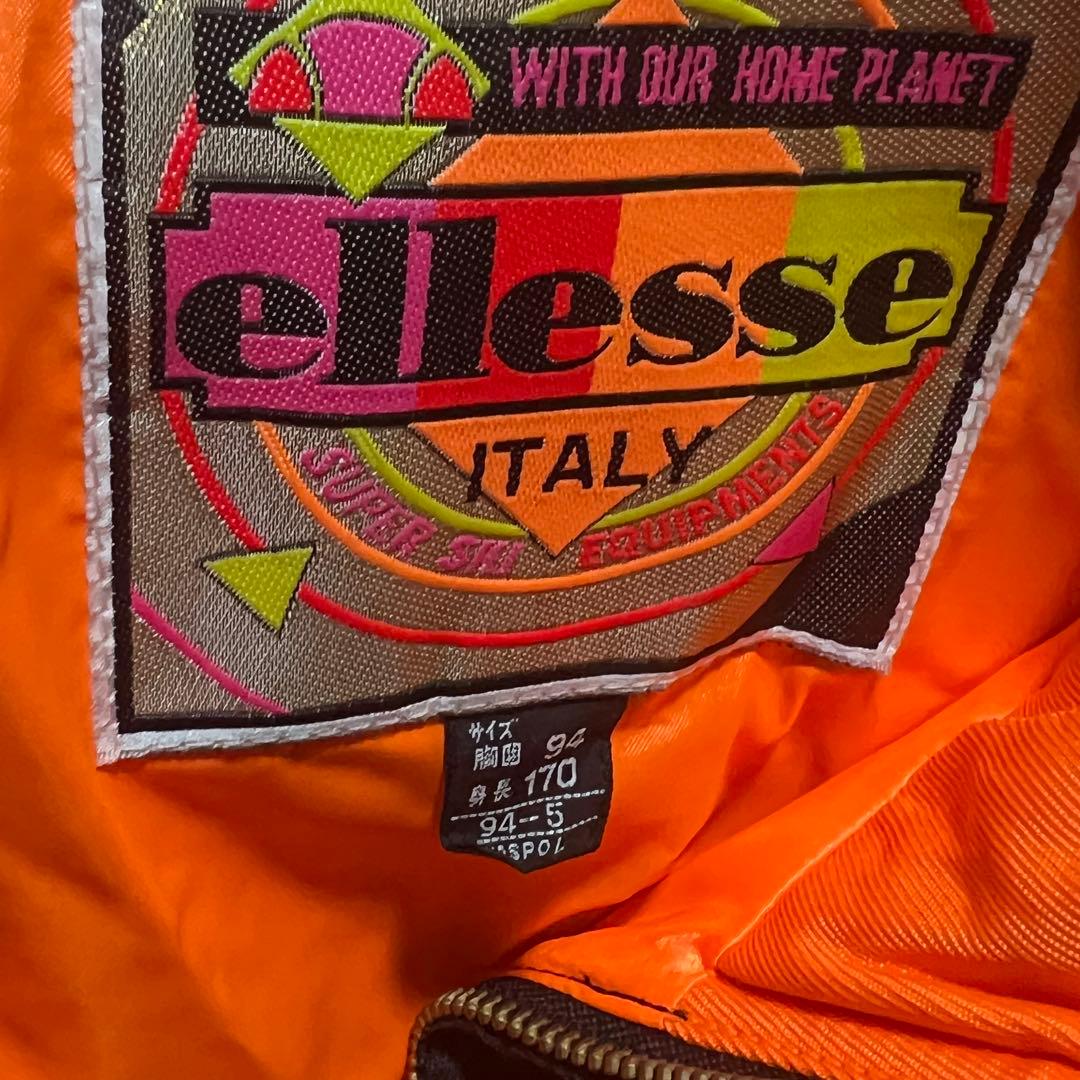 WITH OUR HOME PLANET
ellesse
ITALY
SUPER SKI EQUIPMENTS
サイズ
胸囲 94
身長 170
94-5